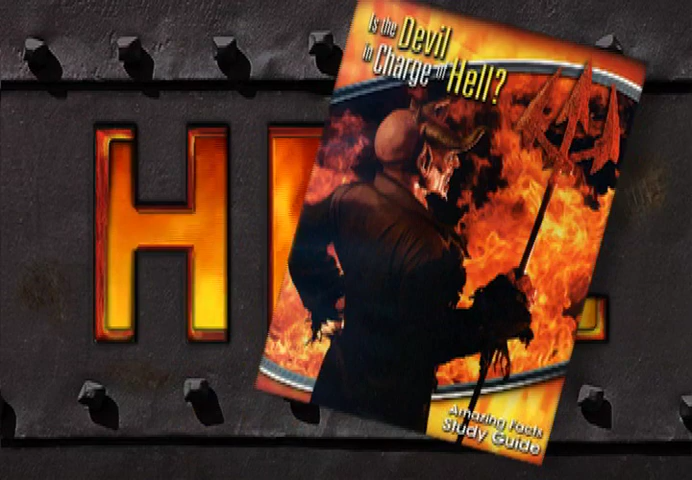 H
Is the Devil
in Charge of Hell?
Amazing Facts
Study Guide